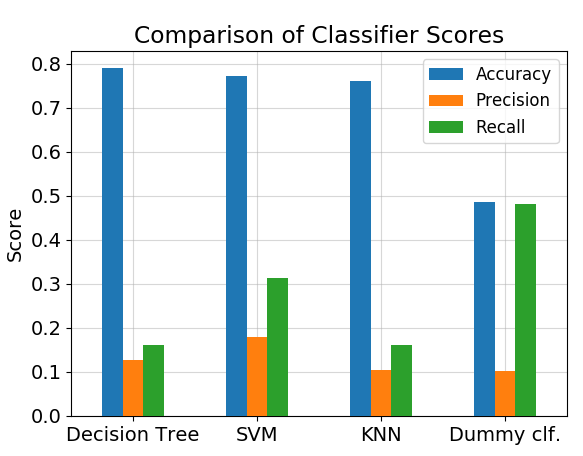 Comparison of Classifier Scores
0.8
0.7
0.6
0.5
0.4
0.3
0.2
0.1
0.0
Score
Accuracy
Precision
Recall
Decision Tree
SVM
KNN
Dummy clf.